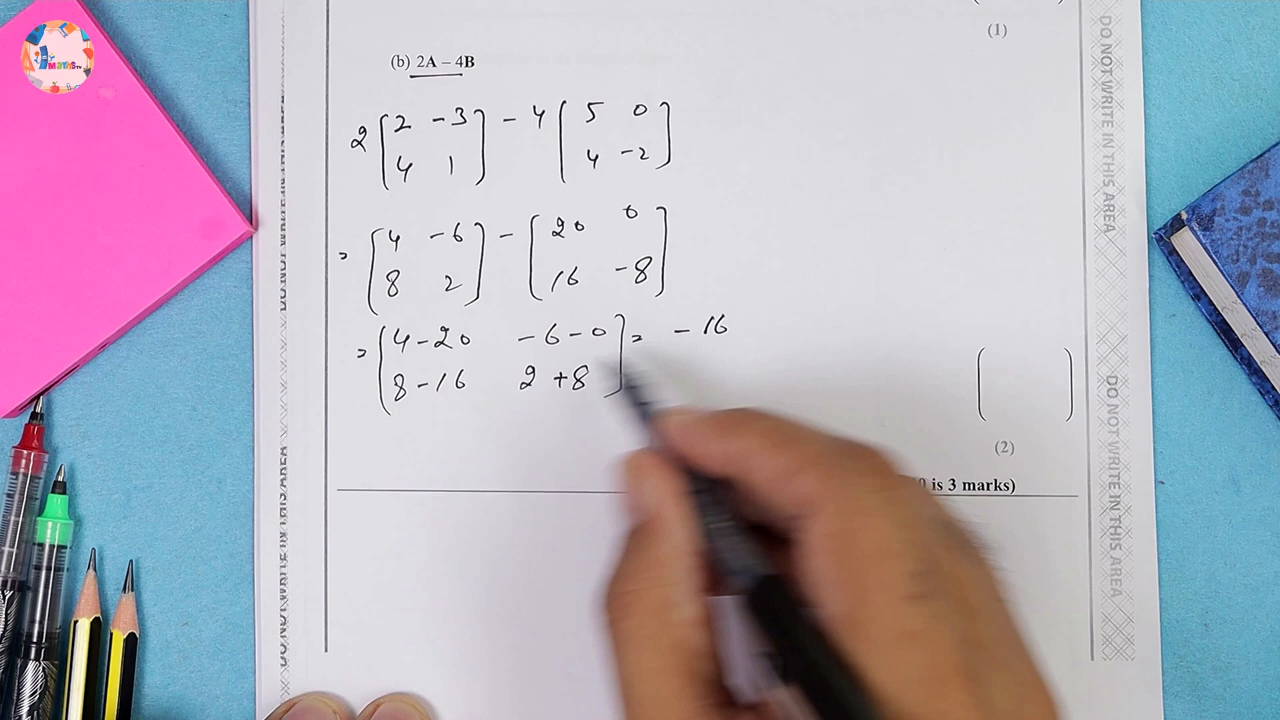 (1)
(b) 2A – 4B
2 [2 -3] - 4 [5 0]
[4 1] [4 -2]
= [4 -6] - [20 0]
[8 2] [16 -8]
= [4-20 -6-0] = -16
[8-16 2+8]
( )
(2)
is 3 marks)
DO NOT WRITE IN THIS AREA
DO NOT WRITE IN THIS AREA
MATHS TV